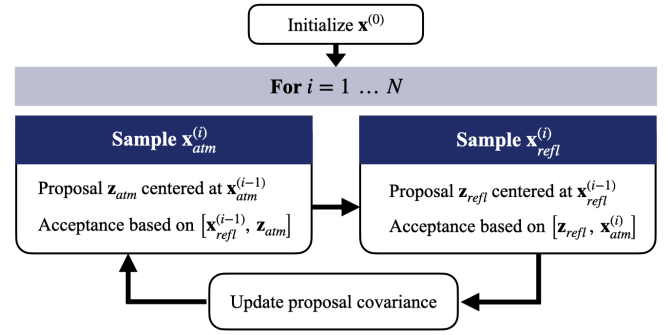 Initialize x^(0)
For i = 1 … N
Sample x_atm^(i)
Proposal z_atm centered at x_atm^(i−1)
Acceptance based on [x_refl^(i−1), z_atm]
Sample x_refl^(i)
Proposal z_refl centered at x_refl^(i−1)
Acceptance based on [z_refl, x_atm^(i)]
Update proposal covariance